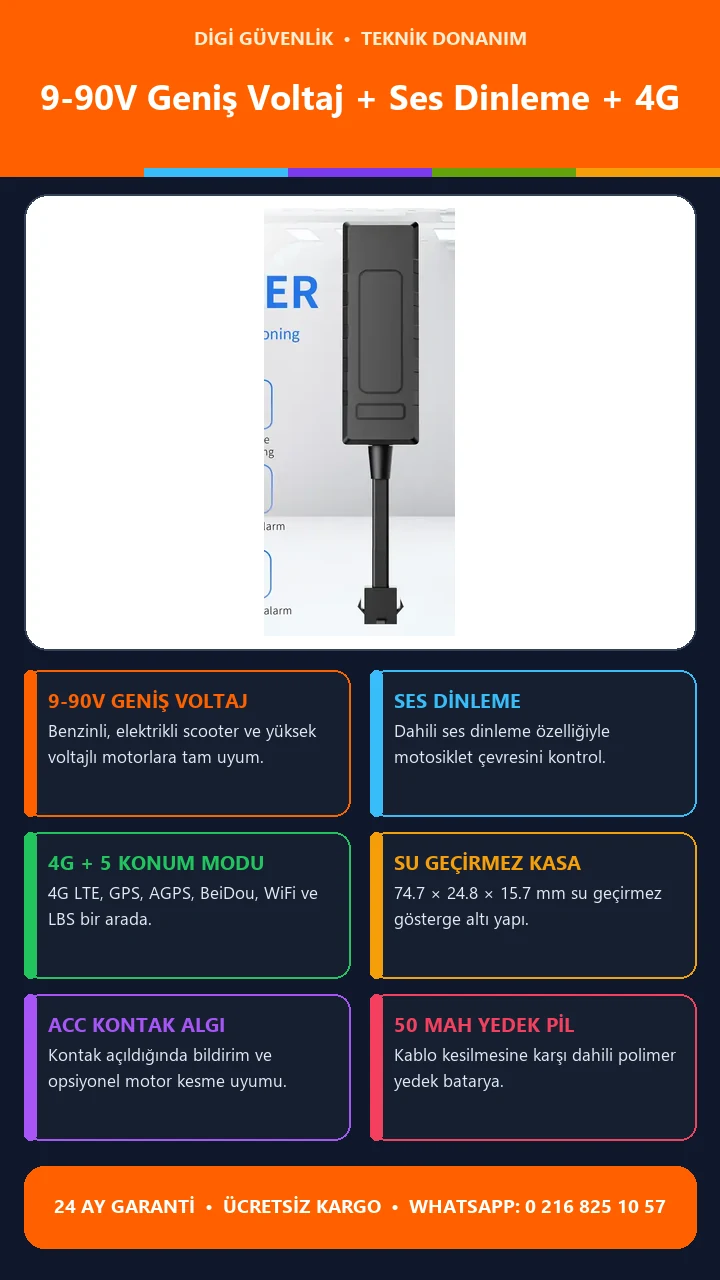 DİGİ GÜVENLİK • TEKNİK DONANIM
9-90V Geniş Voltaj + Ses Dinleme + 4G
ER
oning
e
ng
larm
alarm
9-90V GENİŞ VOLTAJ
Benzinli, elektrikli scooter ve yüksek
voltajlı motorlara tam uyum.
SES DİNLEME
Dahili ses dinleme özelliğiyle
motosiklet çevresini kontrol.
4G + 5 KONUM MODU
4G LTE, GPS, AGPS, BeiDou, WiFi ve
LBS bir arada.
SU GEÇİRMEZ KASA
74.7 × 24.8 × 15.7 mm su geçirmez
gösterge altı yapı.
ACC KONTAK ALGI
Kontak açıldığında bildirim ve
opsiyonel motor kesme uyumu.
50 MAH YEDEK PİL
Kablo kesilmesine karşı dahili polimer
yedek batarya.
24 AY GARANTİ • ÜCRETSİZ KARGO • WHATSAPP: 0 216 825 10 57